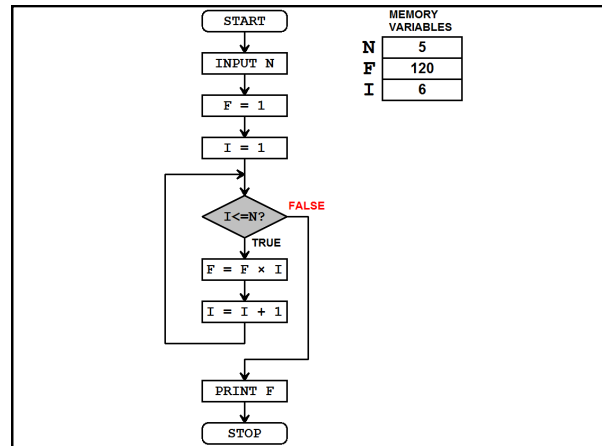 START
INPUT N
F = 1
I = 1
I<=N?
FALSE
TRUE
F = F × I
I = I + 1
PRINT F
STOP
MEMORY
VARIABLES
N 5
F 120
I 6